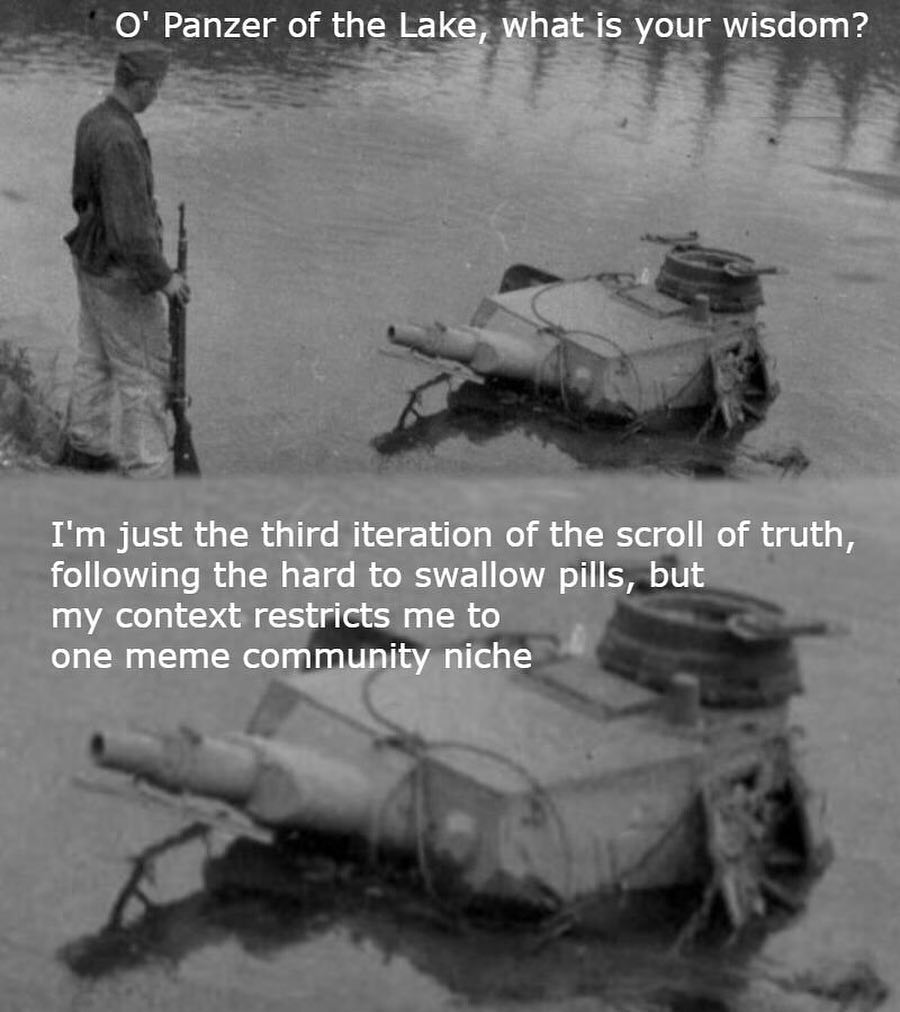 O' Panzer of the Lake, what is your wisdom?
I'm just the third iteration of the scroll of truth,
following the hard to swallow pills, but
my context restricts me to
one meme community niche